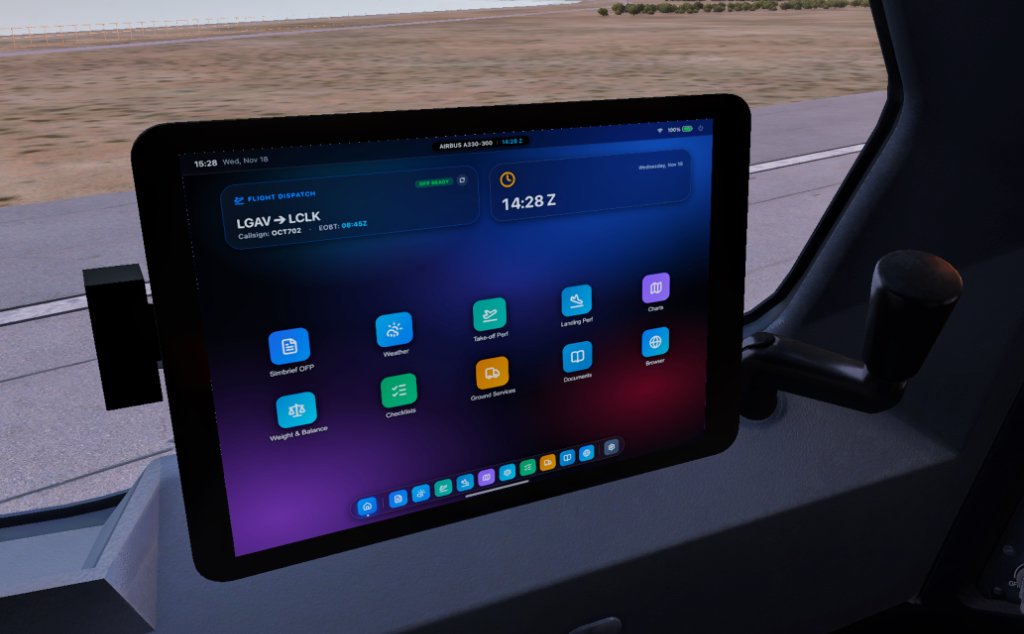 15:28 Wed, Nov 18
AIRBUS A330-300 14:28 Z
100%
FLIGHT DISPATCH
OFP READY
LGAV → LCLK
Callsign: OCT702 · EOBT: 08:45Z
Wednesday, Nov 18
14:28 Z
Simbrief OFP
Weather
Take-off Perf
Landing Perf
Charts
Weight & Balance
Checklists
Ground Services
Documents
Browser